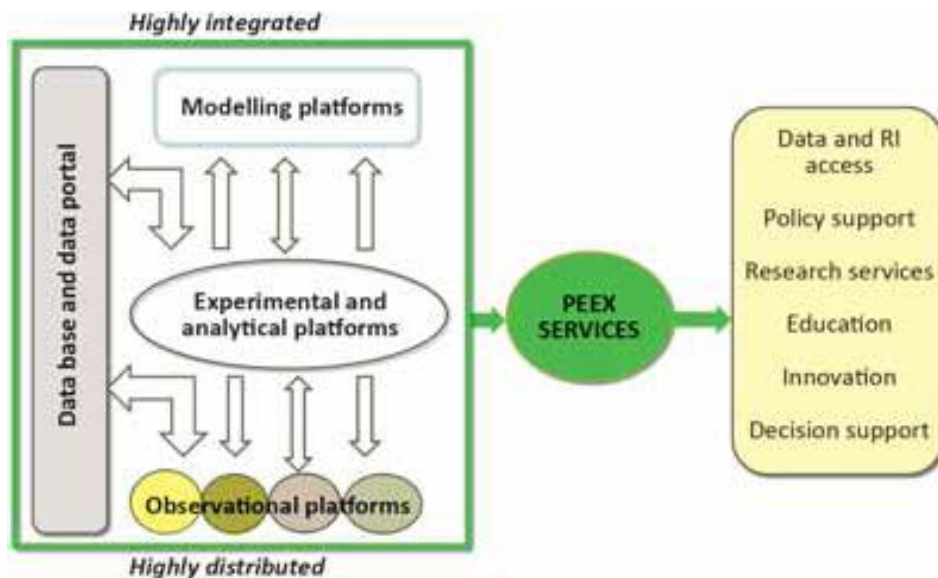 Highly integrated
Data base and data portal
Modelling platforms
Experimental and
analytical platforms
Observational platforms
Highly distributed
PEEX
SERVICES
Data and RI
access
Policy support
Research services
Education
Innovation
Decision support